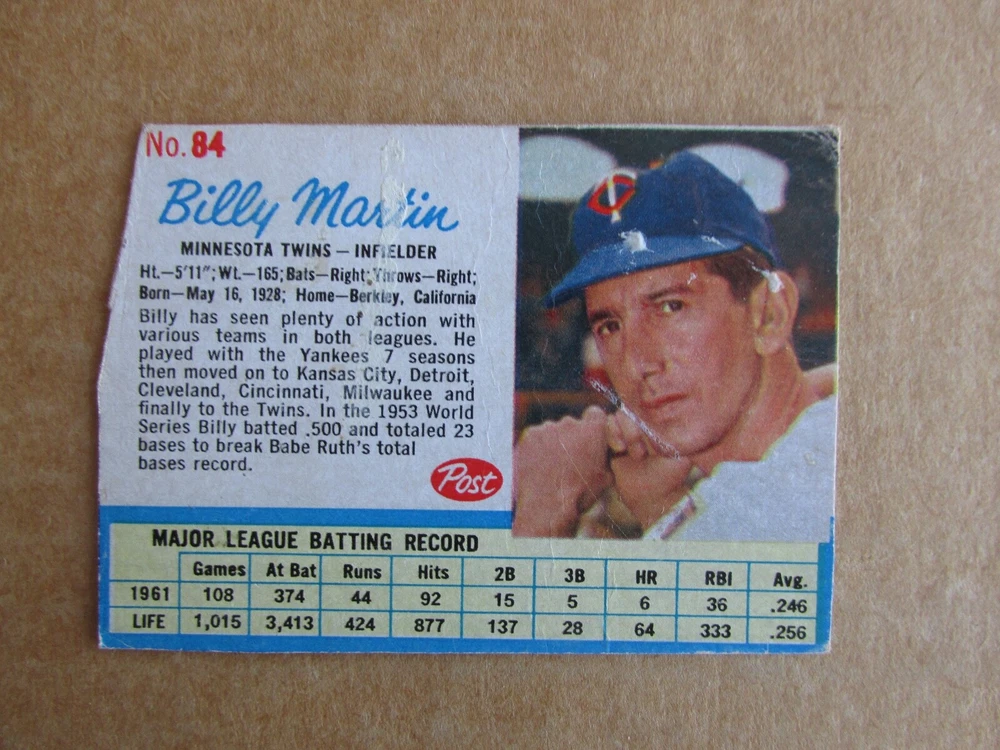 No. 84
Billy Martin
MINNESOTA TWINS — INFIELDER
Ht.—5'11"; Wt.—165; Bats—Right; Throws—Right;
Born—May 16, 1928; Home—Berkley, California
Billy has seen plenty of action with
various teams in both leagues. He
played with the Yankees 7 seasons
then moved on to Kansas City, Detroit,
Cleveland, Cincinnati, Milwaukee and
finally to the Twins. In the 1953 World
Series Billy batted .500 and totaled 23
bases to break Babe Ruth's total
bases record.
Post
MAJOR LEAGUE BATTING RECORD
Games At Bat Runs Hits 2B 3B HR RBI Avg.
1961 108 374 44 92 15 5 6 36 .246
LIFE 1,015 3,413 424 877 137 28 64 333 .256